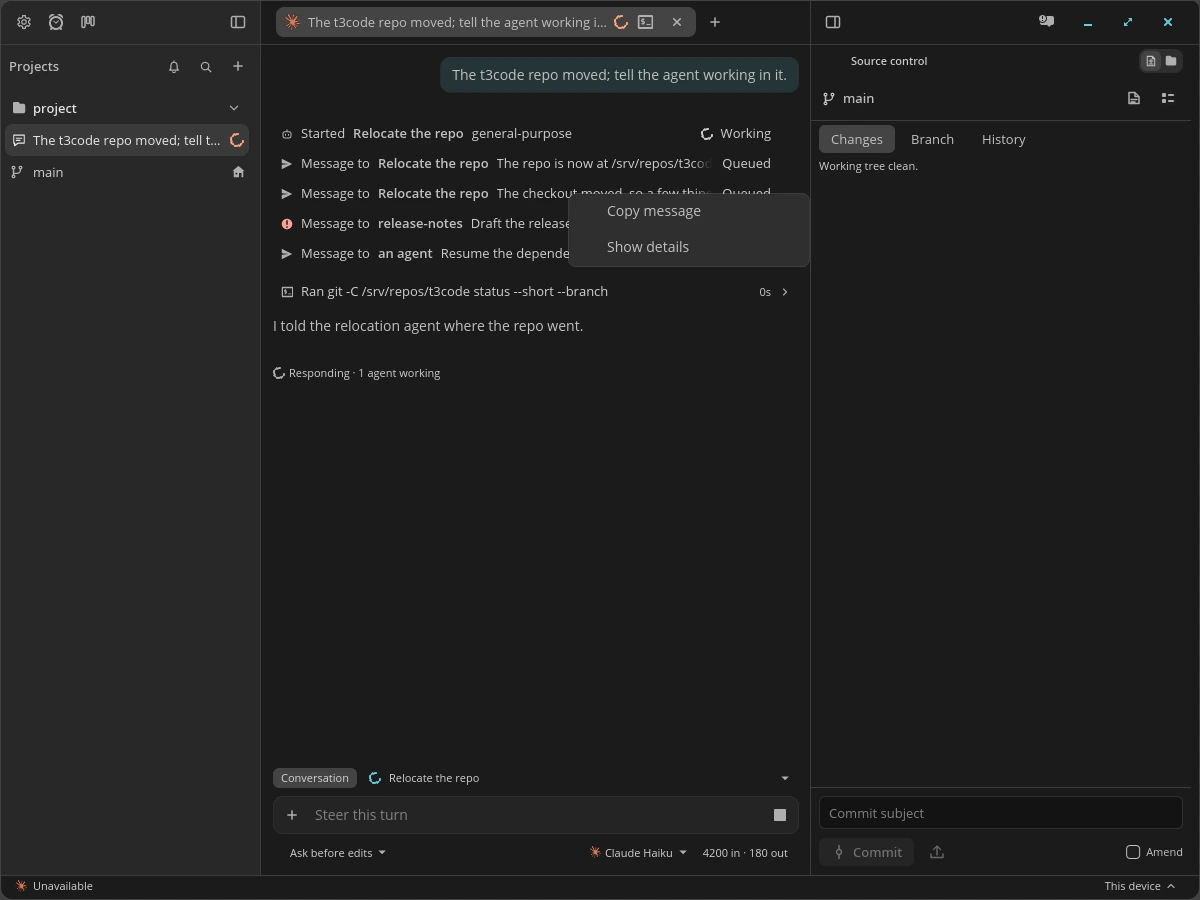 The t3code repo moved; tell the agent working i...
Projects
project
The t3code repo moved; tell t...
main
The t3code repo moved; tell the agent working in it.
Started Relocate the repo general-purpose Working
Message to Relocate the repo The repo is now at /srv/repos/t3cod Queued
Message to Relocate the repo The checkout moved, so a few thin Queued
Message to release-notes Draft the release
Message to an agent Resume the depende
Copy message
Show details
Ran git -C /srv/repos/t3code status --short --branch 0s
I told the relocation agent where the repo went.
Responding · 1 agent working
Conversation Relocate the repo
Steer this turn
Ask before edits Claude Haiku 4200 in · 180 out
Source control
main
Changes Branch History
Working tree clean.
Commit subject
Commit Amend
Unavailable This device